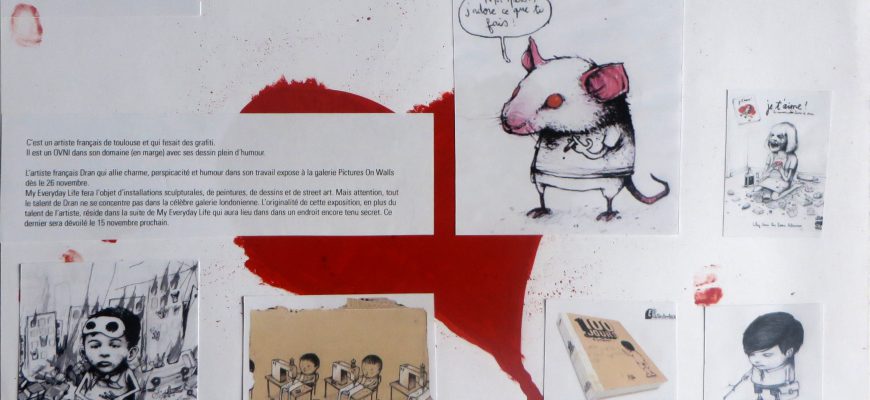 j'adore ce que tu
fais!
je t'aime!
C'est un artiste français de toulouse et qui fesait des grafiti.
Il est un OVNI dans son domaine (en marge) avec ses dessin plein d'humour.
L'artiste français Dran qui allie charme, perspicacité et humour dans son travail expose à la galerie Pictures On Walls
dès le 26 novembre.
My Everyday Life fera l'objet d'installations sculpturales, de peintures, de dessins et de street art. Mais attention, tout
le talent de Dran ne se concentre pas dans la célèbre galerie londonienne. L'originalité de cette exposition, en plus du
talent de l'artiste, réside dans la suite de My Everyday Life qui aura lieu dans dans un endroit encore tenu secret. Ce
dernier sera dévoilé le 15 novembre prochain.
100